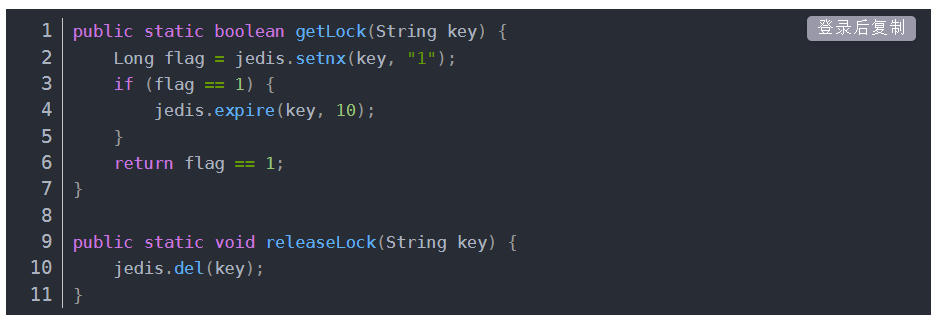 1 public static boolean getLock(String key) {
登录后复制
2     Long flag = jedis.setnx(key, "1");
3     if (flag == 1) {
4         jedis.expire(key, 10);
5     }
6     return flag == 1;
7 }
8
9 public static void releaseLock(String key) {
10     jedis.del(key);
11 }